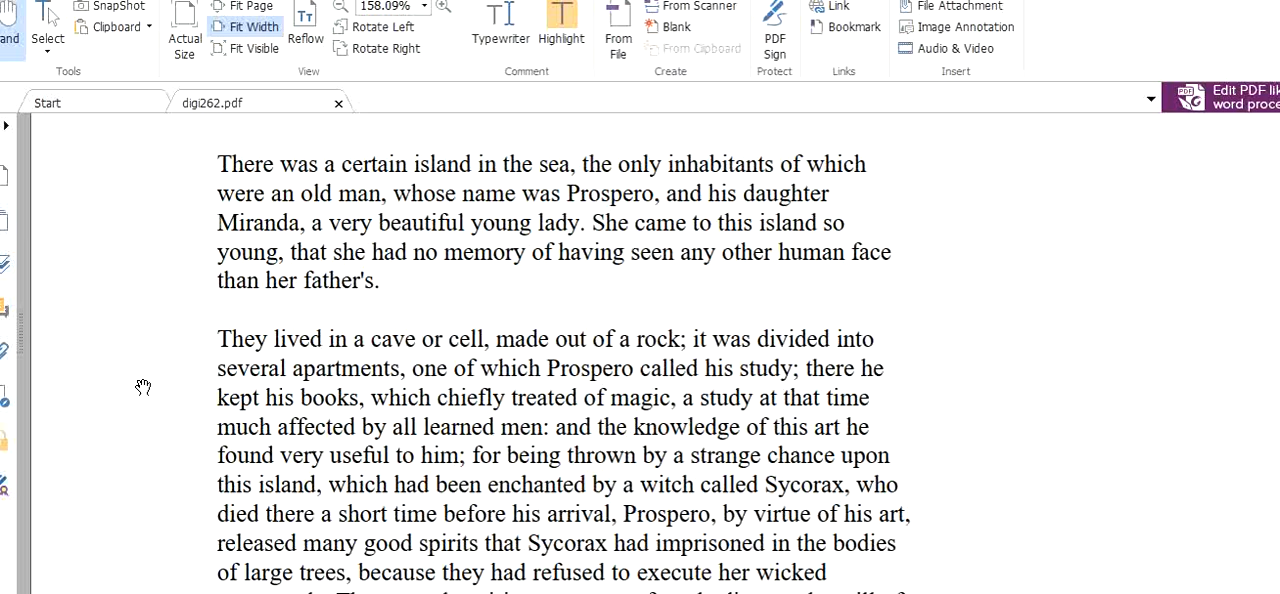 SnapShot
Fit Page
158.09%
From Scanner
Link
File Attachment
Select
Clipboard
Actual Size
Fit Width
Reflow
Rotate Left
Typewriter
Highlight
From File
Blank
PDF Sign
Bookmark
Image Annotation
Fit Visible
Rotate Right
From Clipboard
Audio & Video
Tools
View
Comment
Create
Protect
Links
Insert
Start
digi262.pdf
Edit PDF
word
There was a certain island in the sea, the only inhabitants of which
were an old man, whose name was Prospero, and his daughter
Miranda, a very beautiful young lady. She came to this island so
young, that she had no memory of having seen any other human face
than her father's.
They lived in a cave or cell, made out of a rock; it was divided into
several apartments, one of which Prospero called his study; there he
kept his books, which chiefly treated of magic, a study at that time
much affected by all learned men: and the knowledge of this art he
found very useful to him; for being thrown by a strange chance upon
this island, which had been enchanted by a witch called Sycorax, who
died there a short time before his arrival, Prospero, by virtue of his art,
released many good spirits that Sycorax had imprisoned in the bodies
of large trees, because they had refused to execute her wicked